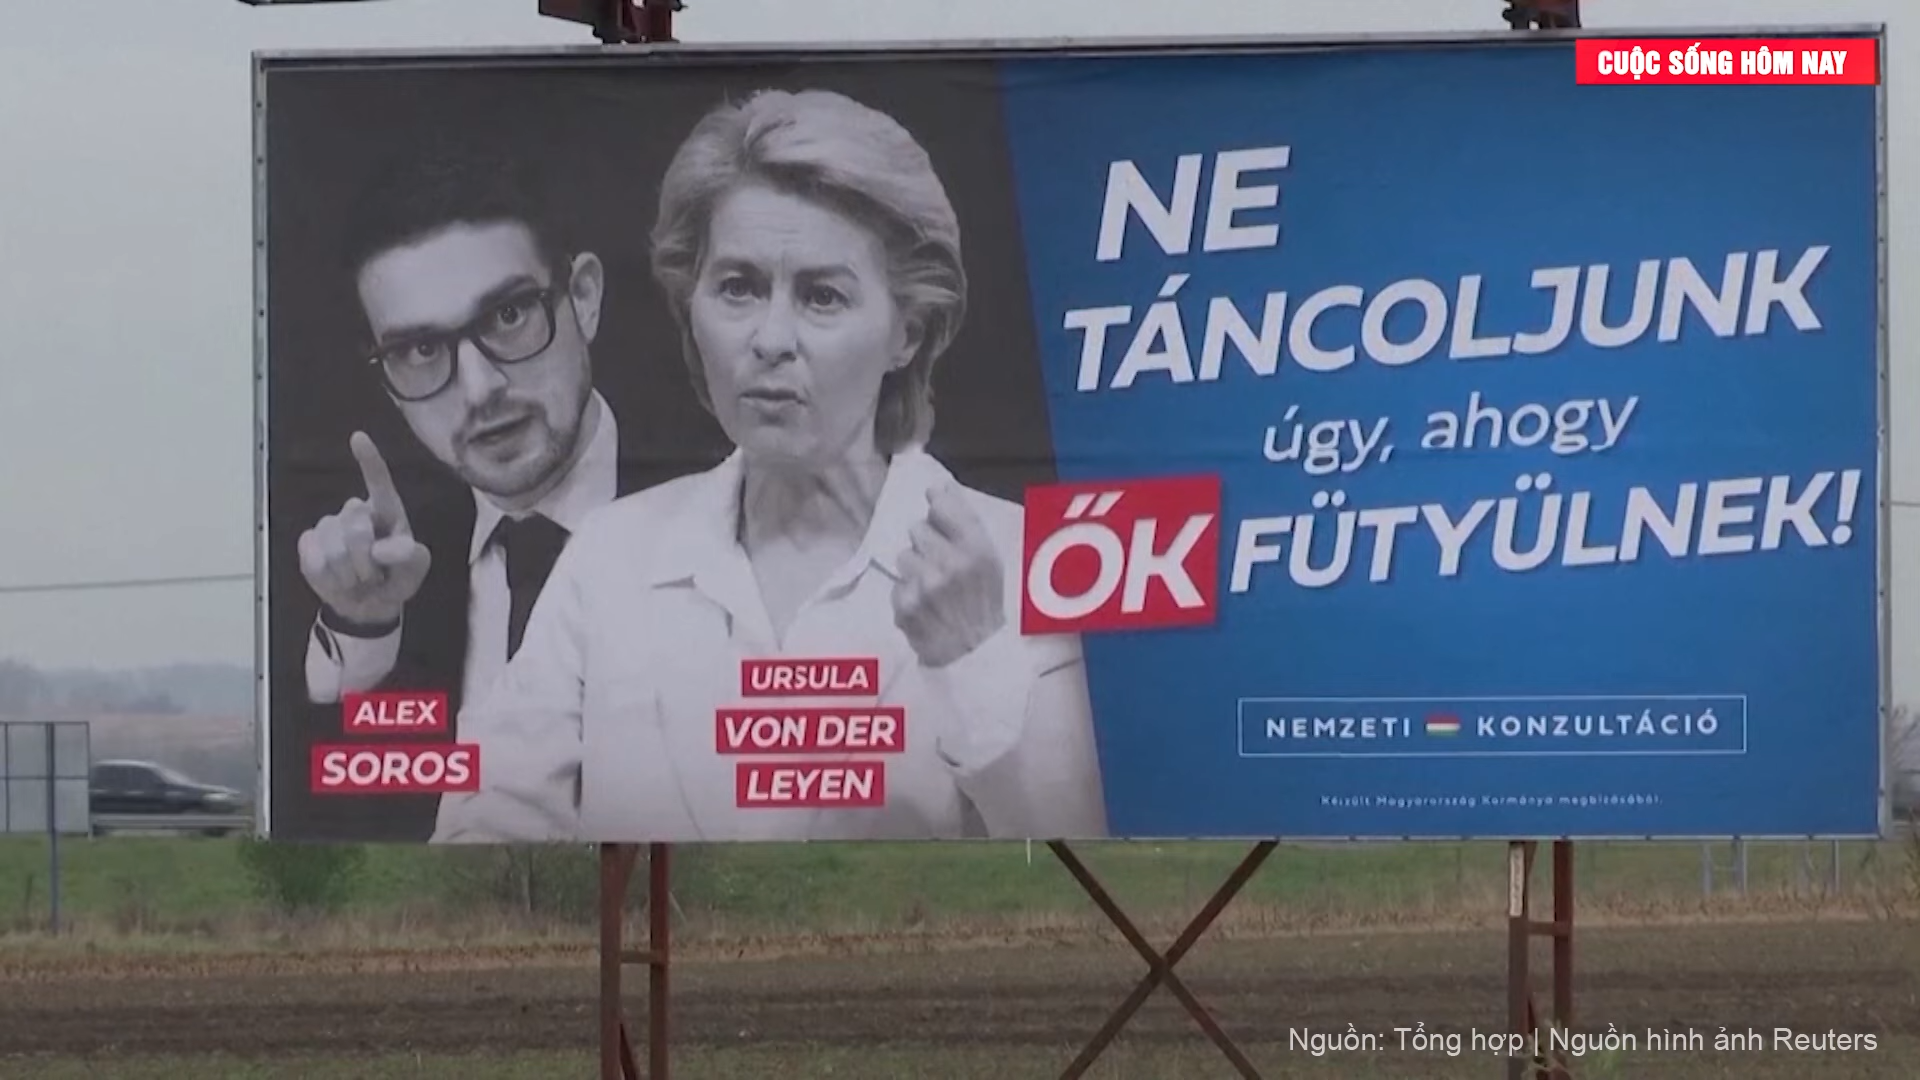 CUỘC SỐNG HÔM NAY
NE
TÁNCOLJUNK
úgy, ahogy
ŐK FÜTYÜLNEK!
ALEX
SOROS
URSULA
VON DER
LEYEN
NEMZETI KONZULTÁCIÓ
Készült Magyarország Kormánya megbízásából.
Nguồn: Tổng hợp | Nguồn hình ảnh Reuters